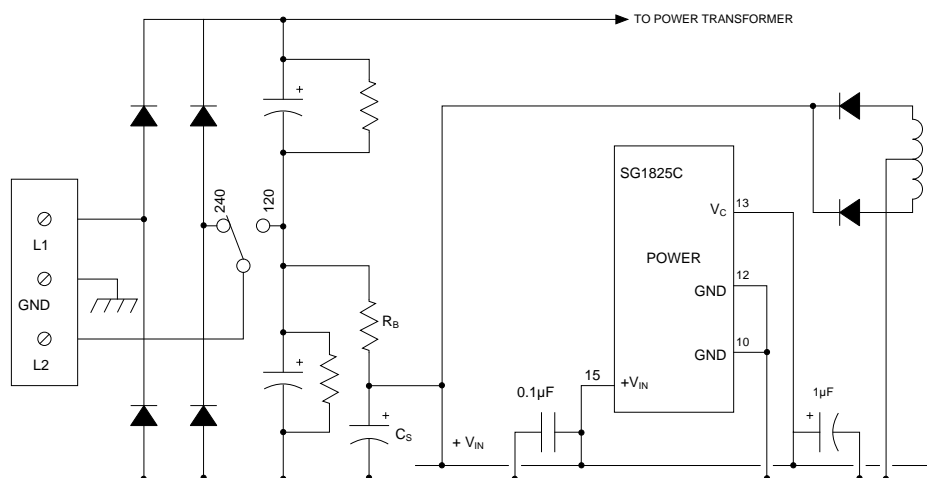 TO POWER TRANSFORMER
+
SG1825C
240
120
VC
13
L1
POWER
12
GND
GND
RB
GND
10
L2
+
15
+VIN
0.1µF
1µF
+
+
CS
+ VIN